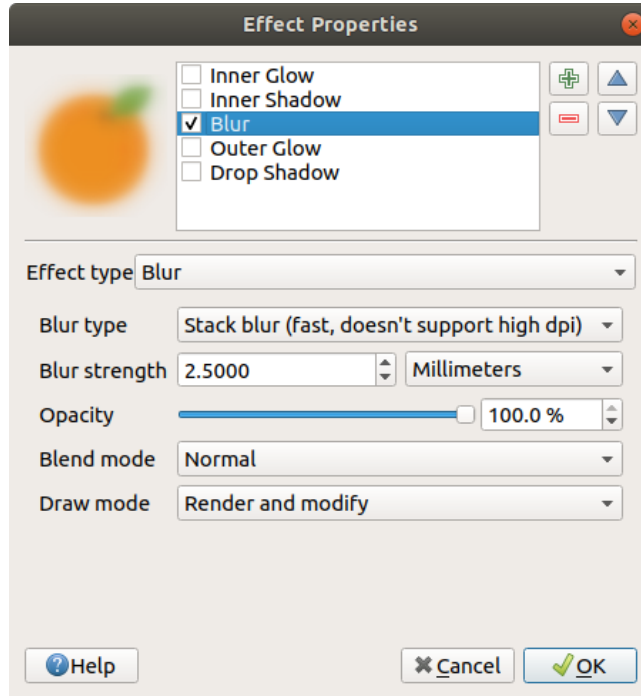 Effect Properties
Inner Glow
Inner Shadow
Blur
Outer Glow
Drop Shadow
Effect type Blur
Blur type Stack blur (fast, doesn't support high dpi)
Blur strength 2.5000 Millimeters
Opacity 100.0 %
Blend mode Normal
Draw mode Render and modify
Help Cancel OK